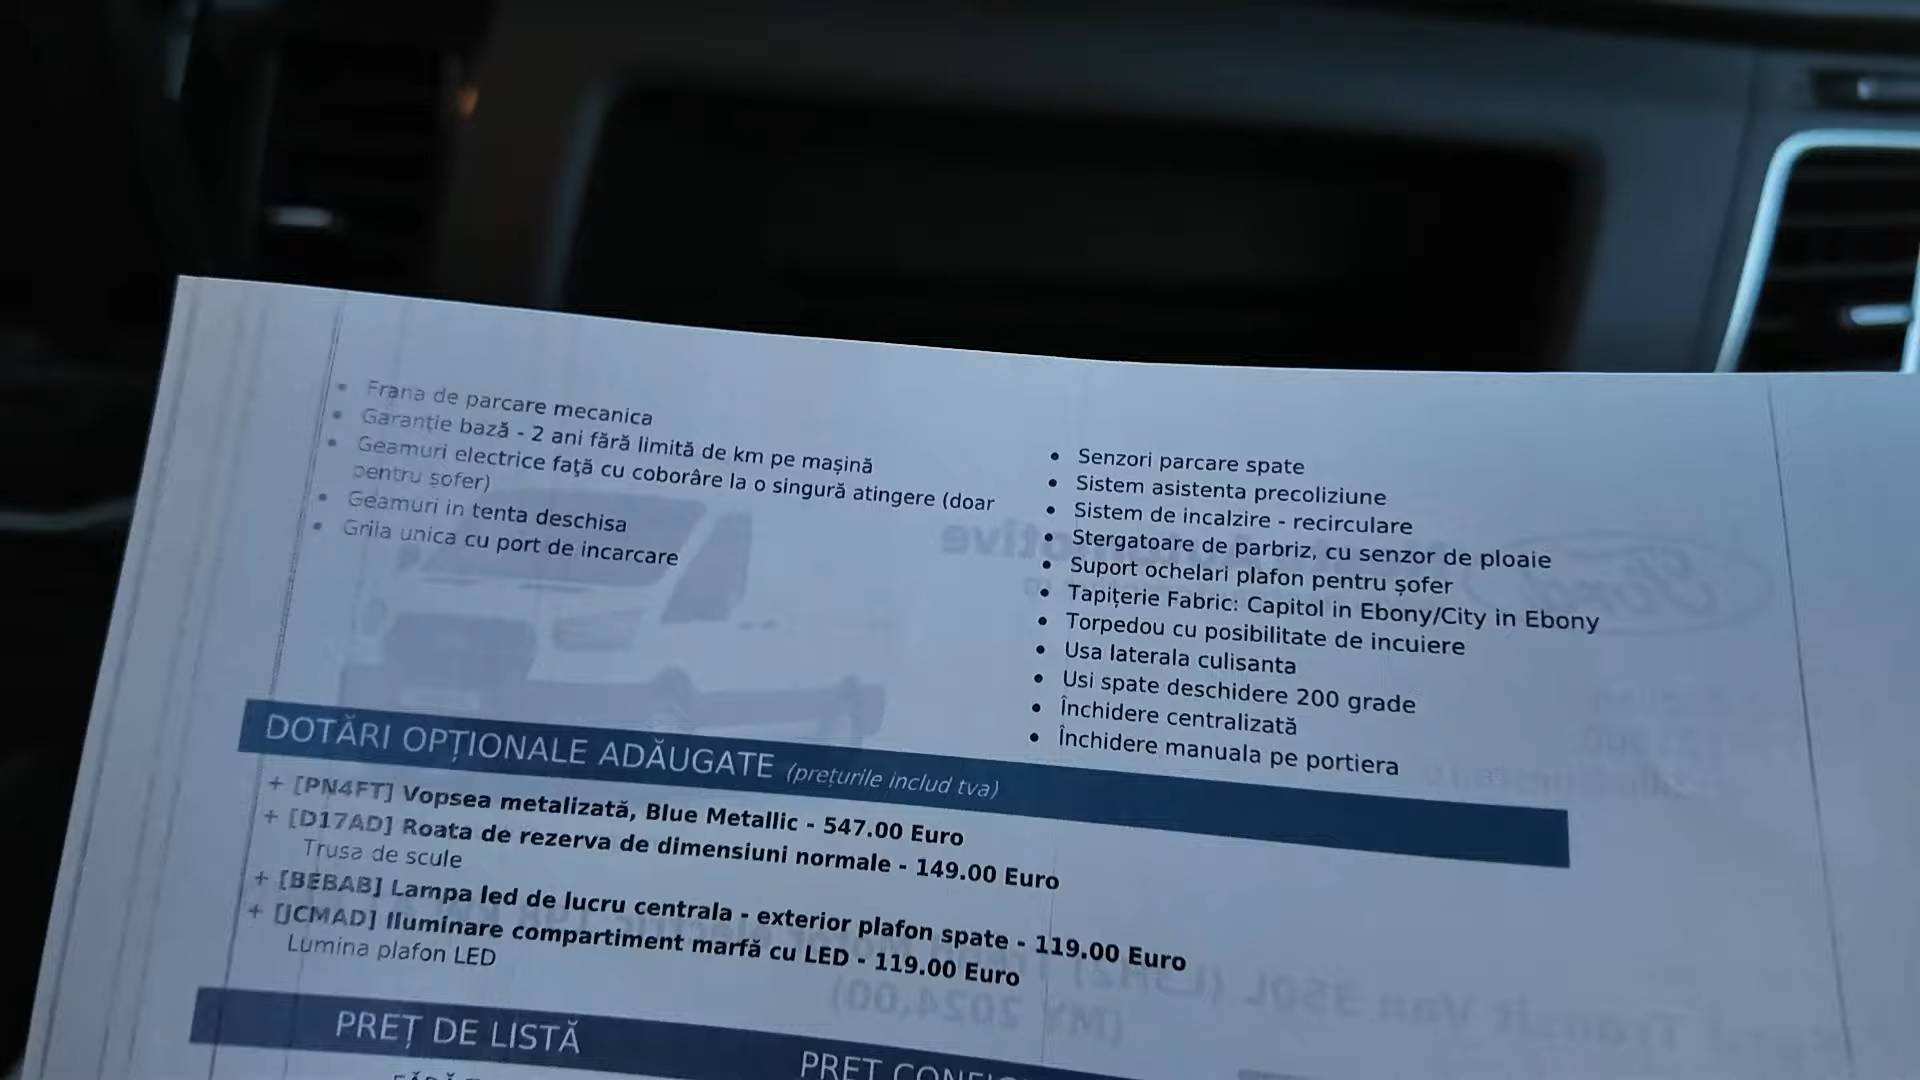 Frana de parcare mecanica
Garanție bază - 2 ani fără limită de km pe mașină
Geamuri electrice faţă cu coborâre la o singură atingere (doar
pentru șofer)
Geamuri in tenta deschisa
Grila unica cu port de incarcare
Senzori parcare spate
Sistem asistenta precoliziune
Sistem de incalzire - recirculare
Stergatoare de parbriz, cu senzor de ploaie
Suport ochelari plafon pentru șofer
Tapițerie Fabric: Capitol in Ebony/City in Ebony
Torpedou cu posibilitate de incuiere
Usa laterala culisanta
Usi spate deschidere 200 grade
Închidere centralizată
Închidere manuala pe portiera
DOTĂRI OPȚIONALE ADĂUGATE (prețurile includ tva)
+ [PN4FT] Vopsea metalizată, Blue Metallic - 547.00 Euro
+ [D17AD] Roata de rezerva de dimensiuni normale - 149.00 Euro
Trusa de scule
+ [BEBAB] Lampa led de lucru centrala - exterior plafon spate - 119.00 Euro
+ [JCMAD] Iluminare compartiment marfă cu LED - 119.00 Euro
Lumina plafon LED
PREȚ DE LISTĂ
PREȚ